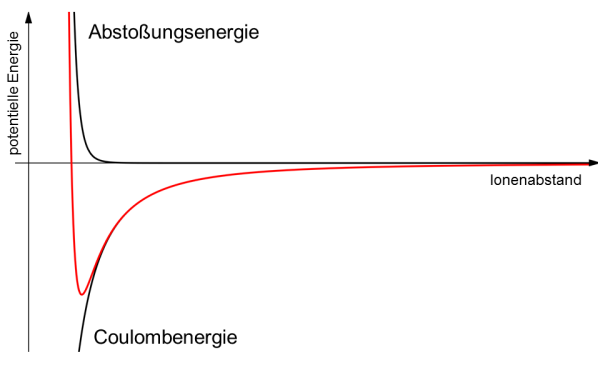 Abstoßungsenergie
potentielle Energie
Ionenabstand
Coulombenergie